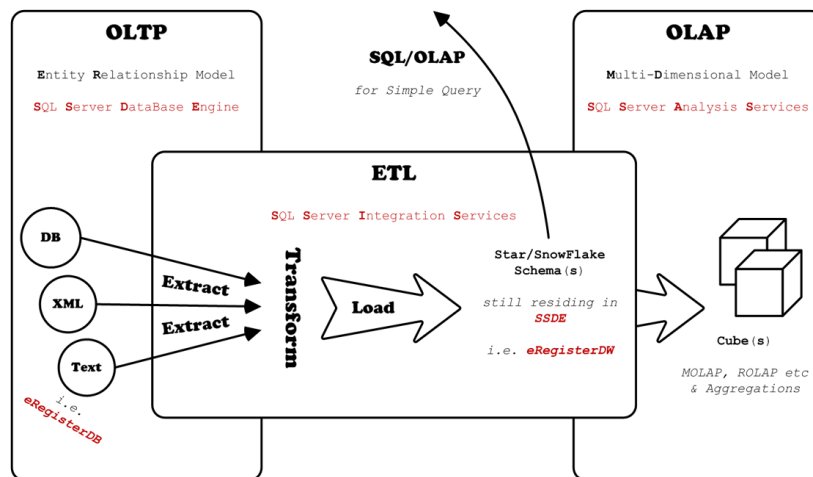 OLTP
Entity Relationship Model
SQL Server DataBase Engine
SQL/OLAP
for Simple Query
OLAP
Multi-Dimensional Model
SQL Server Analysis Services
ETL
SQL Server Integration Services
DB
XML
Text
i.e.
eRegisterDB
Extract
Extract
Transform
Load
Star/SnowFlake
Schema(s)
still residing in
SSDE
i.e. eRegisterDW
Cube(s)
MOLAP, ROLAP etc
& Aggregations